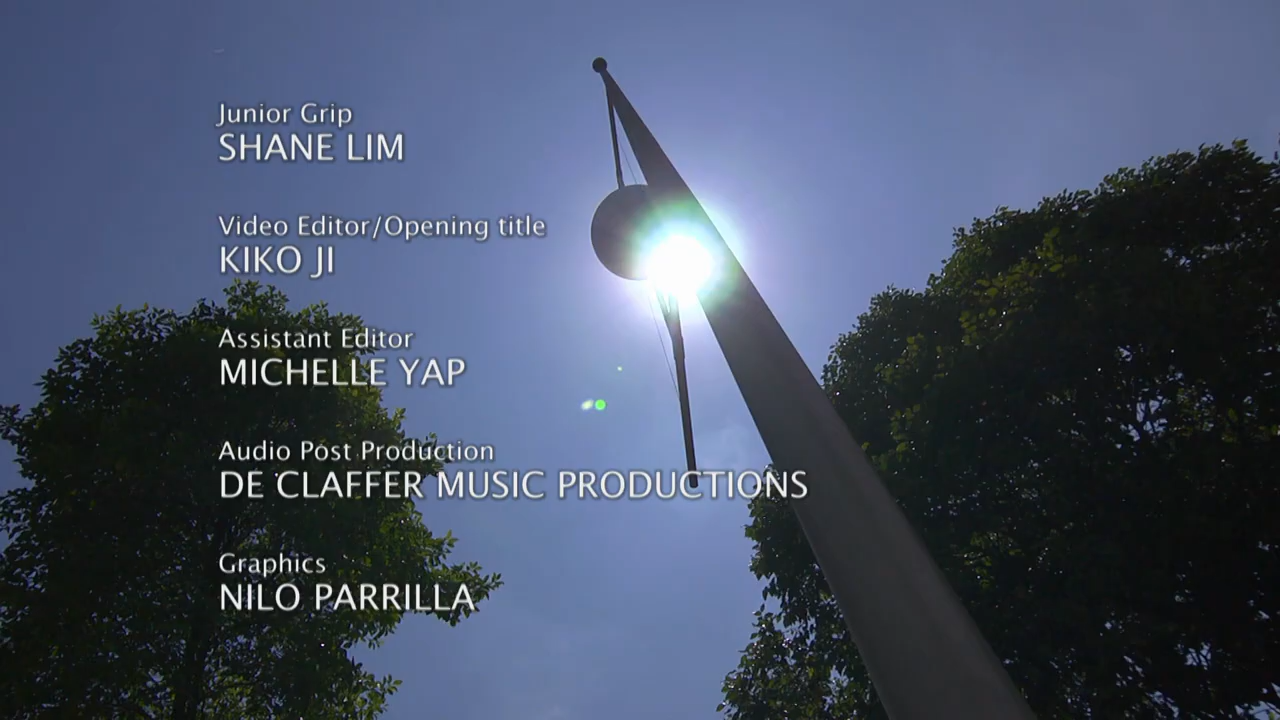 Junior Grip
SHANE LIM
Video Editor/Opening title
KIKO JI
Assistant Editor
MICHELLE YAP
Audio Post Production
DE CLAFFER MUSIC PRODUCTIONS
Graphics
NILO PARRILLA